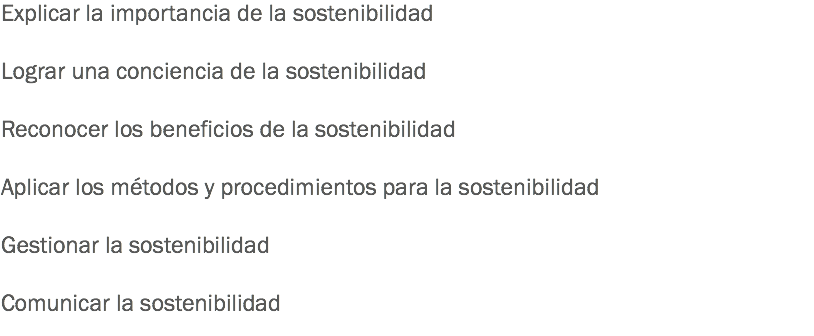 Explicar la importancia de la sostenibilidad
Lograr una conciencia de la sostenibilidad
Reconocer los beneficios de la sostenibilidad
Aplicar los métodos y procedimientos para la sostenibilidad
Gestionar la sostenibilidad
Comunicar la sostenibilidad